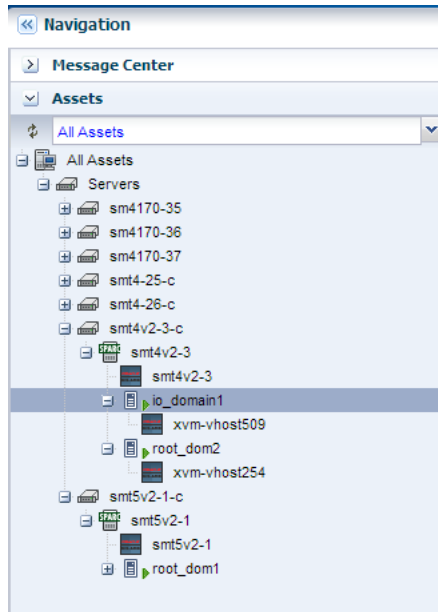 Navigation
Message Center
Assets
All Assets
All Assets
Servers
sm4170-35
sm4170-36
sm4170-37
smt4-25-c
smt4-26-c
smt4v2-3-c
SPARC smt4v2-3
smt4v2-3
io_domain1
xvm-vhost509
root_dom2
xvm-vhost254
smt5v2-1-c
SPARC smt5v2-1
smt5v2-1
root_dom1